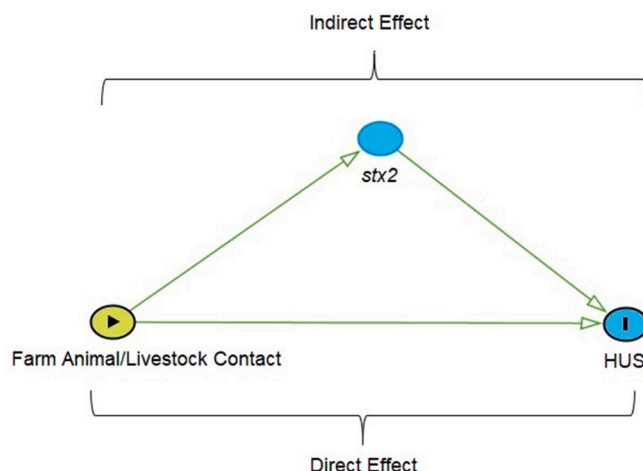 Indirect Effect
stx2
Farm Animal/Livestock Contact
HUS
Direct Effect